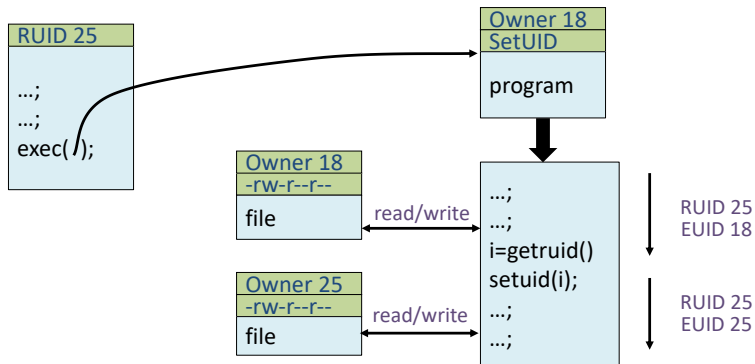 RUID 25
...;
...;
exec( );
Owner 18
SetUID
program
Owner 18
-rw-r--r--
file
read/write
Owner 25
-rw-r--r--
file
read/write
...;
...;
i=getruid()
setuid(i);
...;
...;
RUID 25
EUID 18
RUID 25
EUID 25